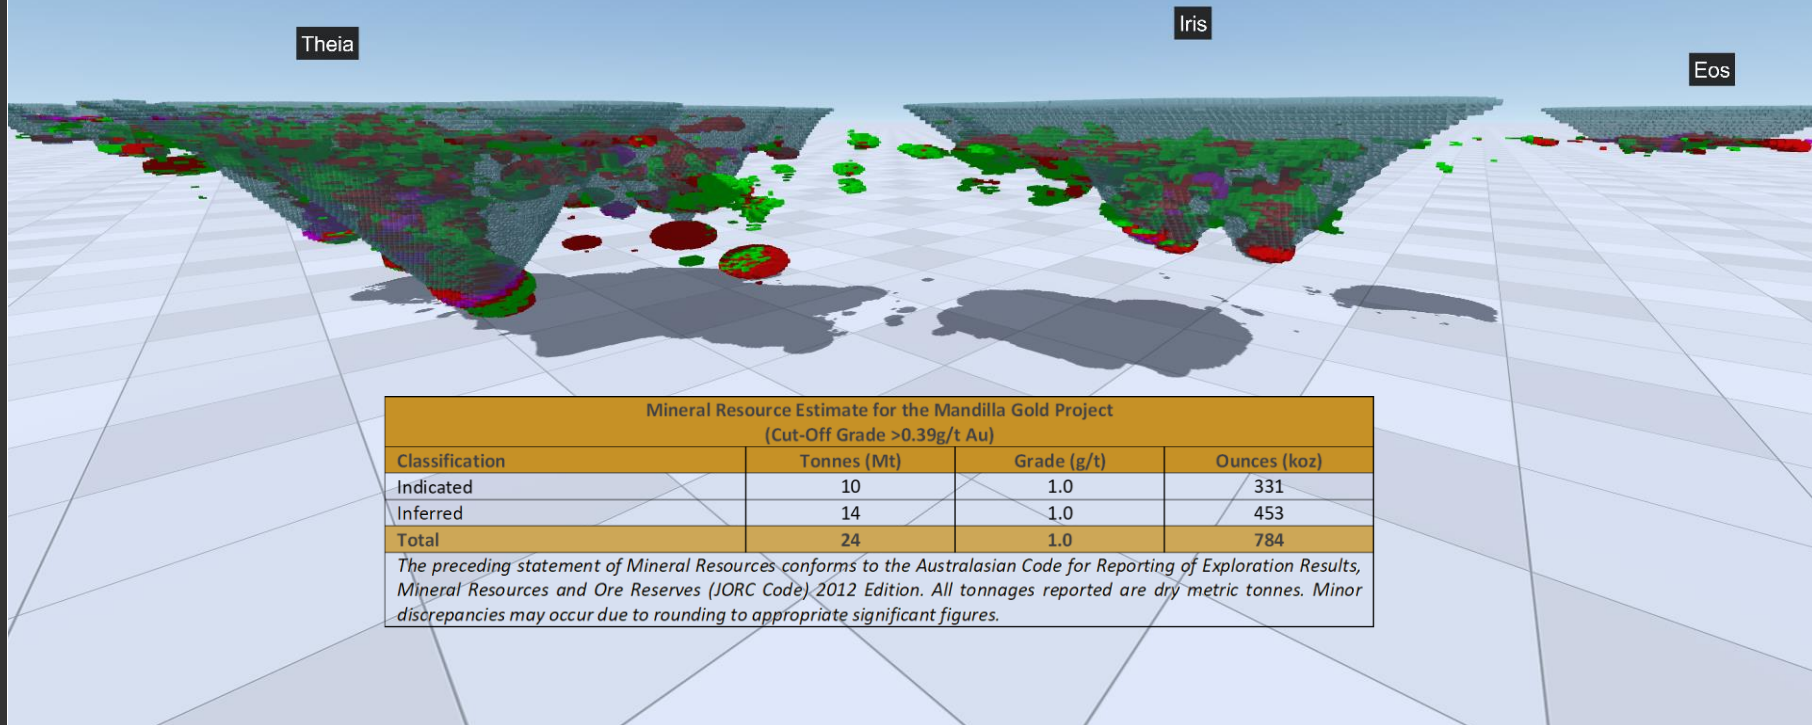 Iris
Theia
Eos
Mineral Resource Estimate for the Mandilla Gold Project
(Cut-Off Grade >0.39g/t Au)
Classification Tonnes (Mt) Grade (g/t) Ounces (koz)
Indicated 10 1.0 331
Inferred 14 1.0 453
Total 24 1.0 784
The preceding statement of Mineral Resources conforms to the Australasian Code for Reporting of Exploration Results,
Mineral Resources and Ore Reserves (JORC Code) 2012 Edition. All tonnages reported are dry metric tonnes. Minor
discrepancies may occur due to rounding to appropriate significant figures.